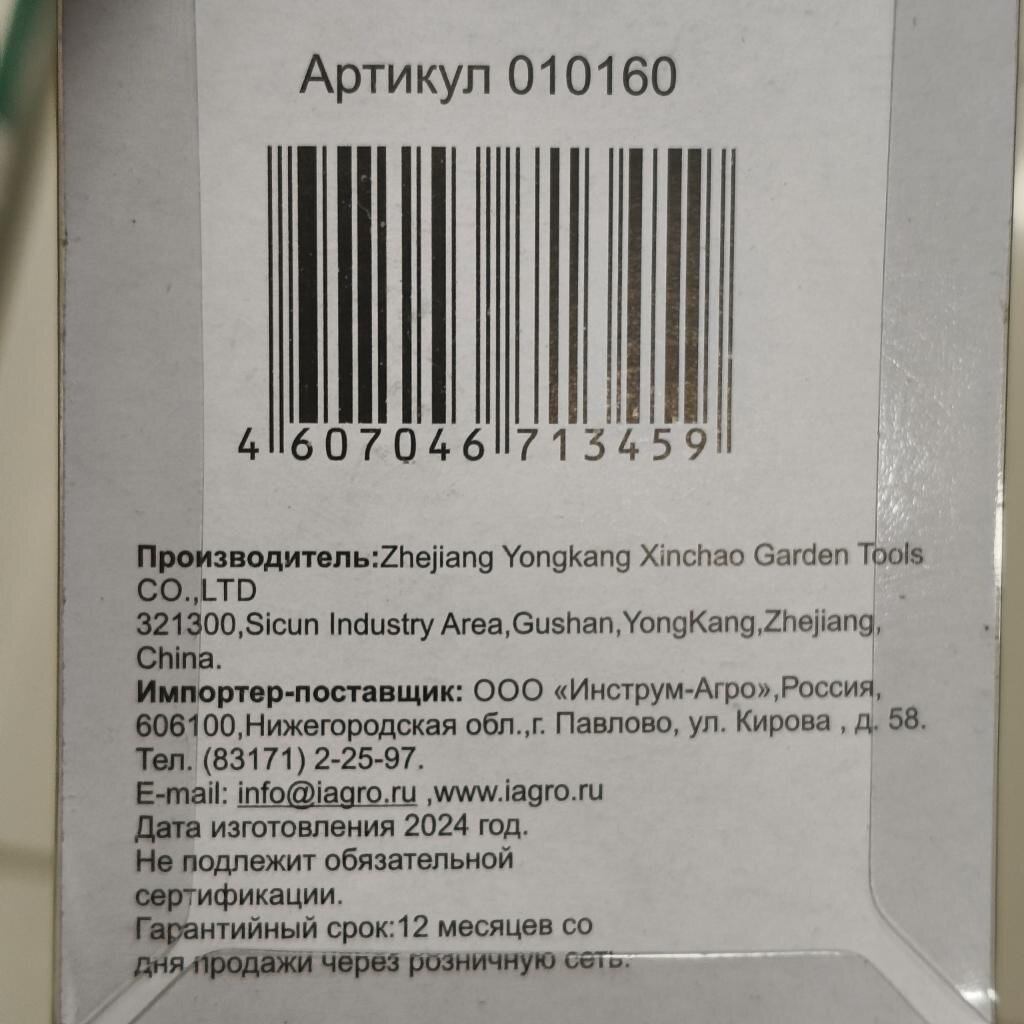 Артикул 010160
4 607046 713459
Производитель:Zhejiang Yongkang Xinchao Garden Tools
CO.,LTD
321300,Sicun Industry Area,Gushan,YongKang,Zhejiang,
China.
Импортер-поставщик: ООО «Инструм-Агро»,Россия,
606100,Нижегородская обл.,г. Павлово, ул. Кирова , д. 58.
Тел. (83171) 2-25-97.
E-mail: info@iagro.ru ,www.iagro.ru
Дата изготовления 2024 год.
Не подлежит обязательной
сертификации.
Гарантийный срок:12 месяцев со
дня продажи через розничную сеть.